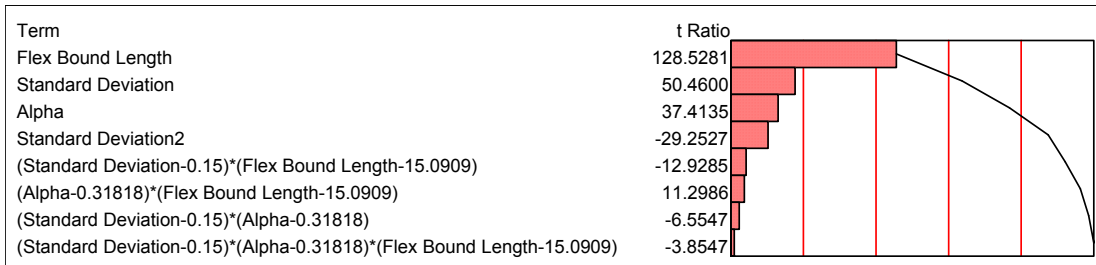 Term t Ratio
Flex Bound Length 128.5281
Standard Deviation 50.4600
Alpha 37.4135
Standard Deviation2 -29.2527
(Standard Deviation-0.15)*(Flex Bound Length-15.0909) -12.9285
(Alpha-0.31818)*(Flex Bound Length-15.0909) 11.2986
(Standard Deviation-0.15)*(Alpha-0.31818) -6.5547
(Standard Deviation-0.15)*(Alpha-0.31818)*(Flex Bound Length-15.0909) -3.8547